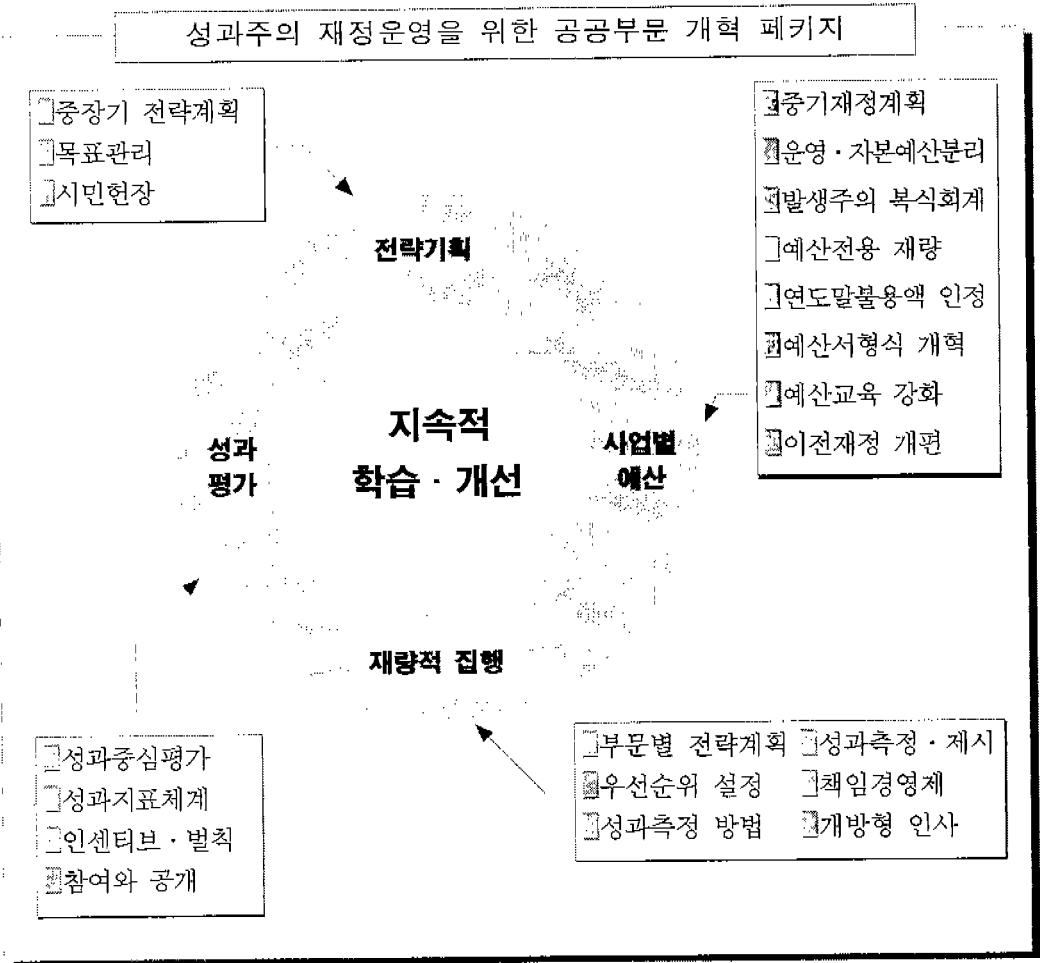 성과주의 재정운영을 위한 공공부문 개혁 페키지
중장기 전략계획
목표관리
시민헌장
중기재정계획
운영·자본예산분리
발생주의 복식회계
예산전용 재량
연도말불용액 인정
예산서형식 개혁
예산교육 강화
이전재정 개편
전략기획
지속적
학습·개선
성과
평가
사업별
예산
재량적 집행
성과중심평가
성과지표체계
인센티브·벌칙
참여와 공개
부문별 전략계획 성과측정·제시
우선순위 설정 책임경영제
성과측정 방법 개방형 인사